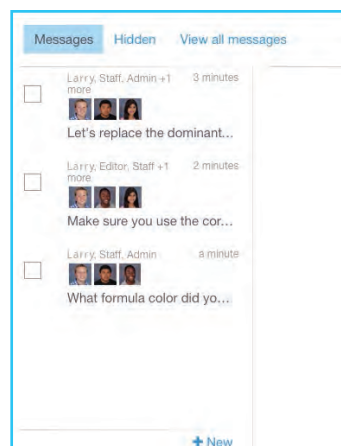 Messages Hidden View all messages
Larry, Staff, Admin +1 3 minutes
more
Let's replace the dominant...
Larry, Editor, Staff +1 2 minutes
more
Make sure you use the cor...
Larry, Staff, Admin a minute
What formula color did yo...
+ New